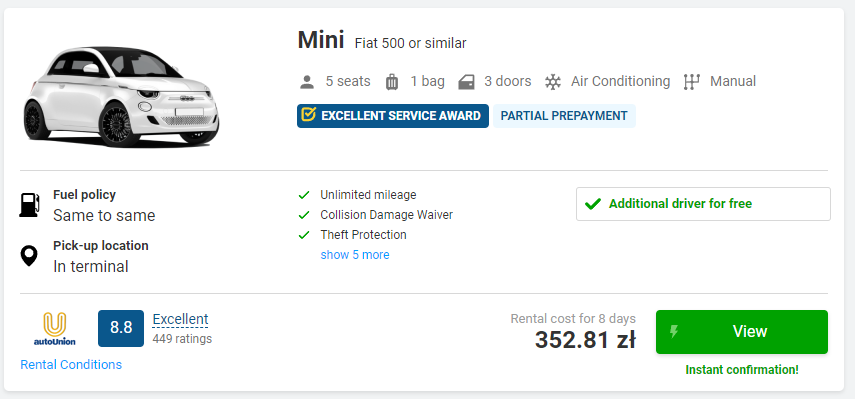 Mini Fiat 500 or similar
5 seats 1 bag 3 doors Air Conditioning Manual
EXCELLENT SERVICE AWARD PARTIAL PREPAYMENT
Fuel policy
Same to same
Pick-up location
In terminal
Unlimited mileage
Collision Damage Waiver
Theft Protection
show 5 more
Additional driver for free
autoUnion
8.8
Excellent
449 ratings
Rental Conditions
Rental cost for 8 days
352.81 zł
View
Instant confirmation!